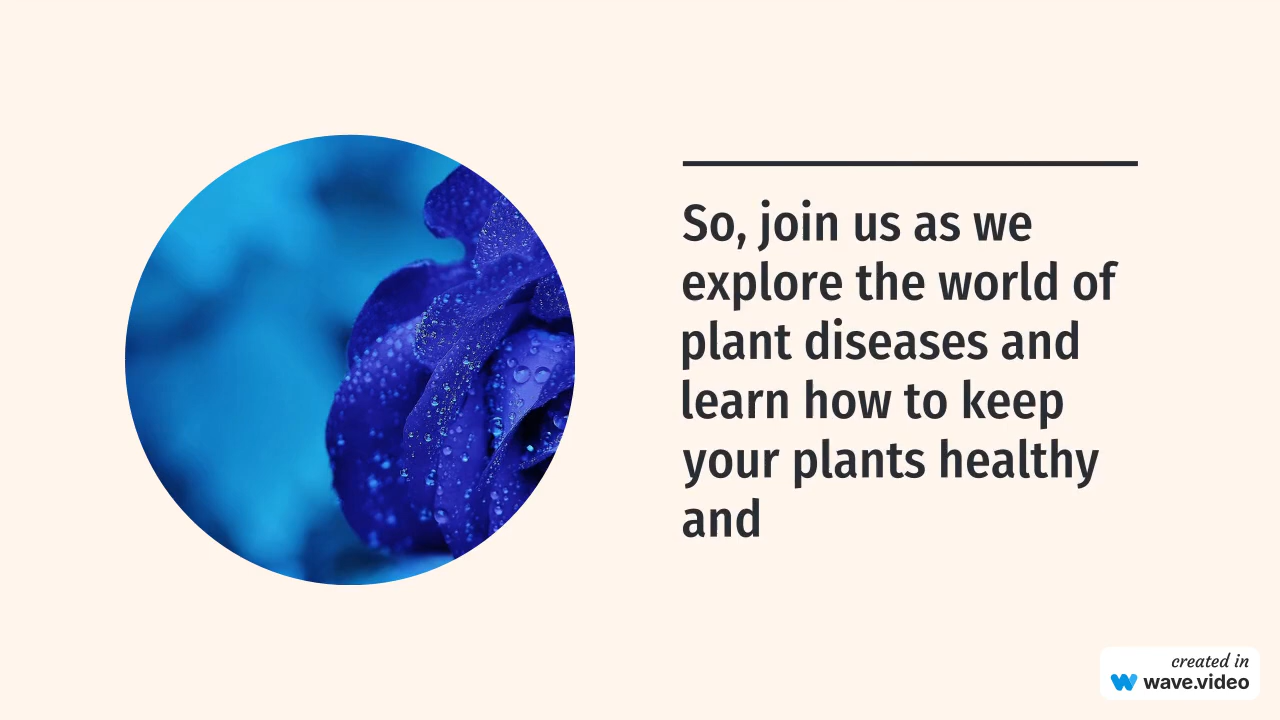 So, join us as we
explore the world of
plant diseases and
learn how to keep
your plants healthy
and
created in
wave.video